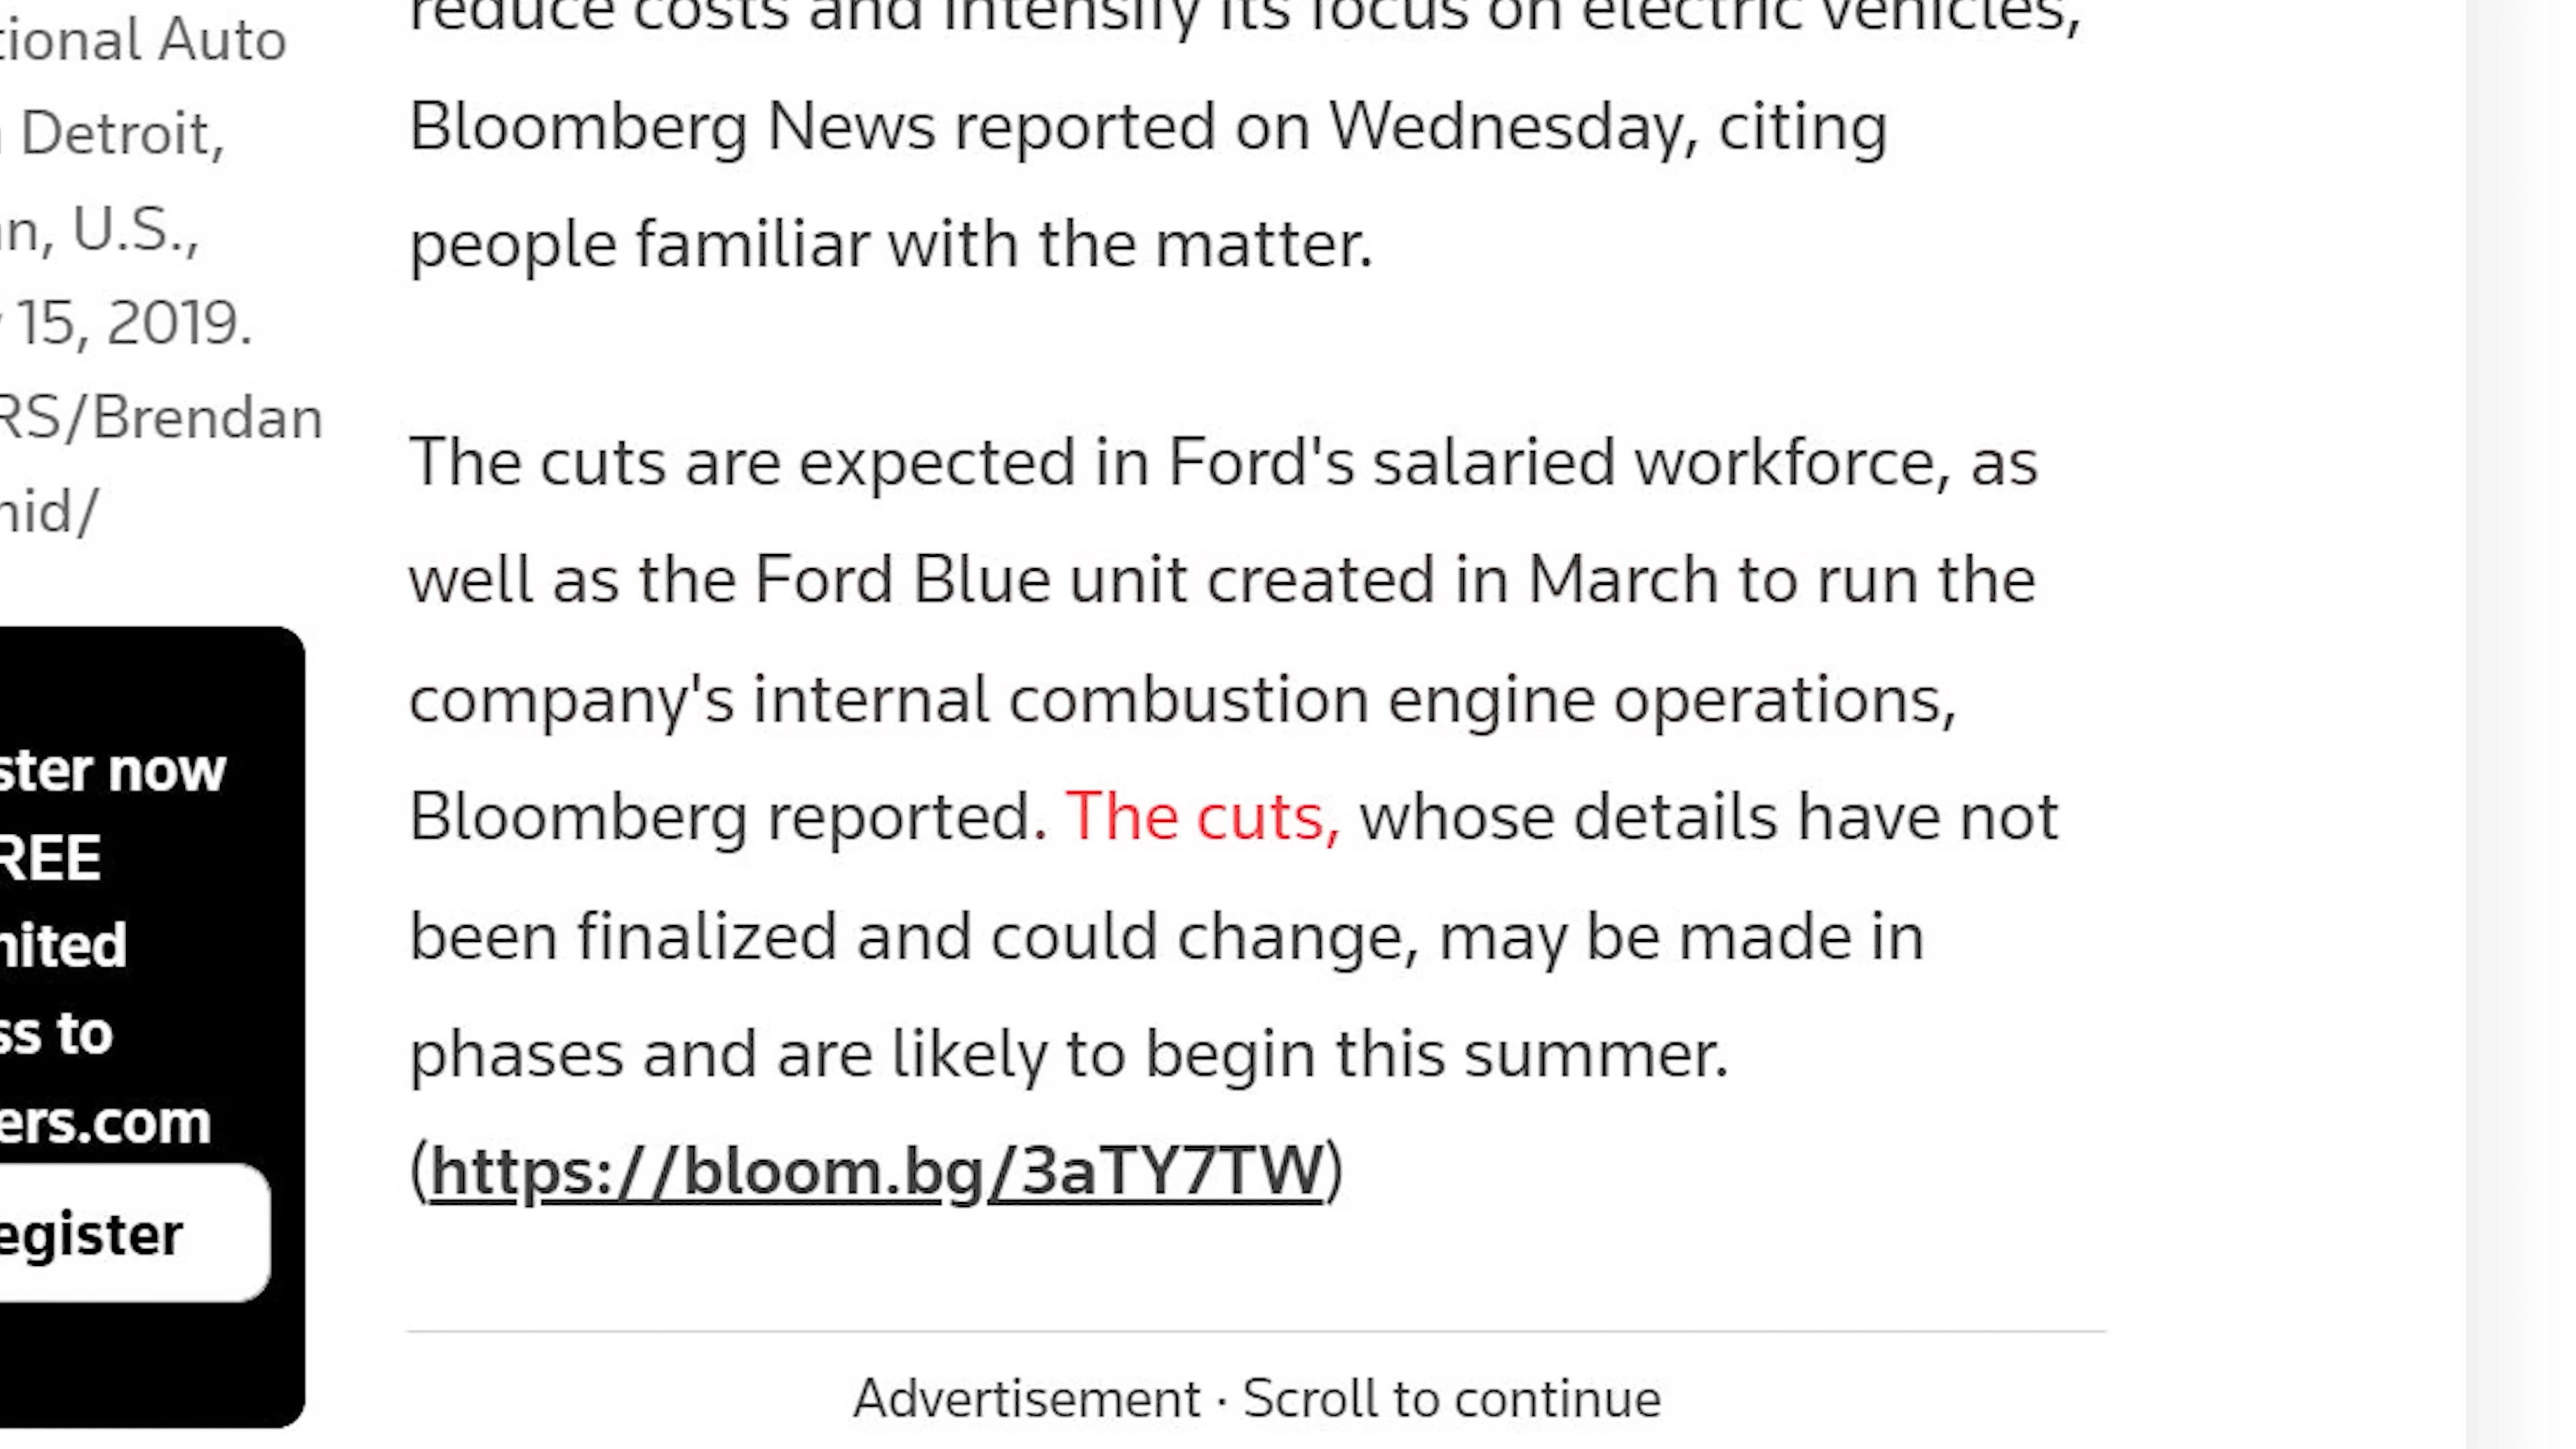 tional Auto
Detroit,
n, U.S.,
15, 2019.
RS/Brendan
mid/
ster now
REE
mited
ss to
ers.com
egister
reduce costs and intensify its focus on electric vehicles,
Bloomberg News reported on Wednesday, citing
people familiar with the matter.
The cuts are expected in Ford's salaried workforce, as
well as the Ford Blue unit created in March to run the
company's internal combustion engine operations,
Bloomberg reported. The cuts, whose details have not
been finalized and could change, may be made in
phases and are likely to begin this summer.
(https://bloom.bg/3aTY7TW)
Advertisement · Scroll to continue